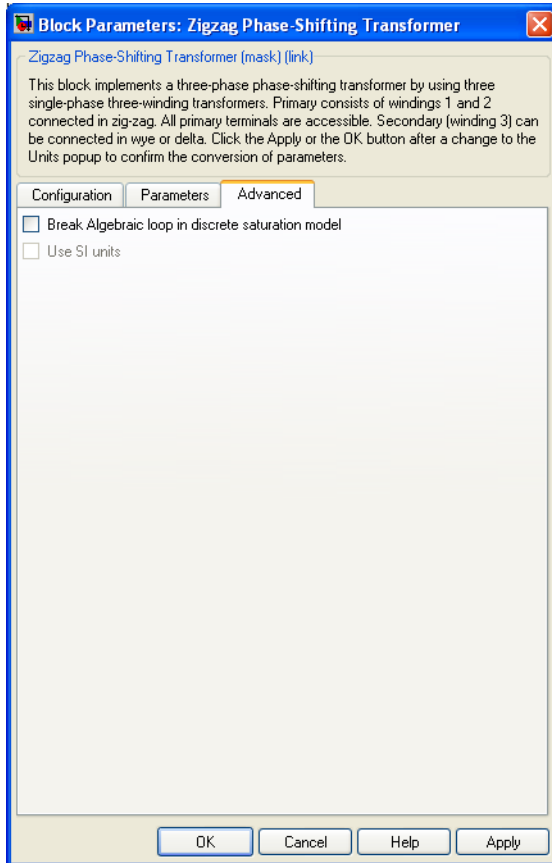 Block Parameters: Zigzag Phase-Shifting Transformer
Zigzag Phase-Shifting Transformer (mask) (link)
This block implements a three-phase phase-shifting transformer by using three
single-phase three-winding transformers. Primary consists of windings 1 and 2
connected in zig-zag. All primary terminals are accessible. Secondary (winding 3) can
be connected in wye or delta. Click the Apply or the OK button after a change to the
Units popup to confirm the conversion of parameters.
Configuration Parameters Advanced
Break Algebraic loop in discrete saturation model
Use SI units
OK Cancel Help Apply